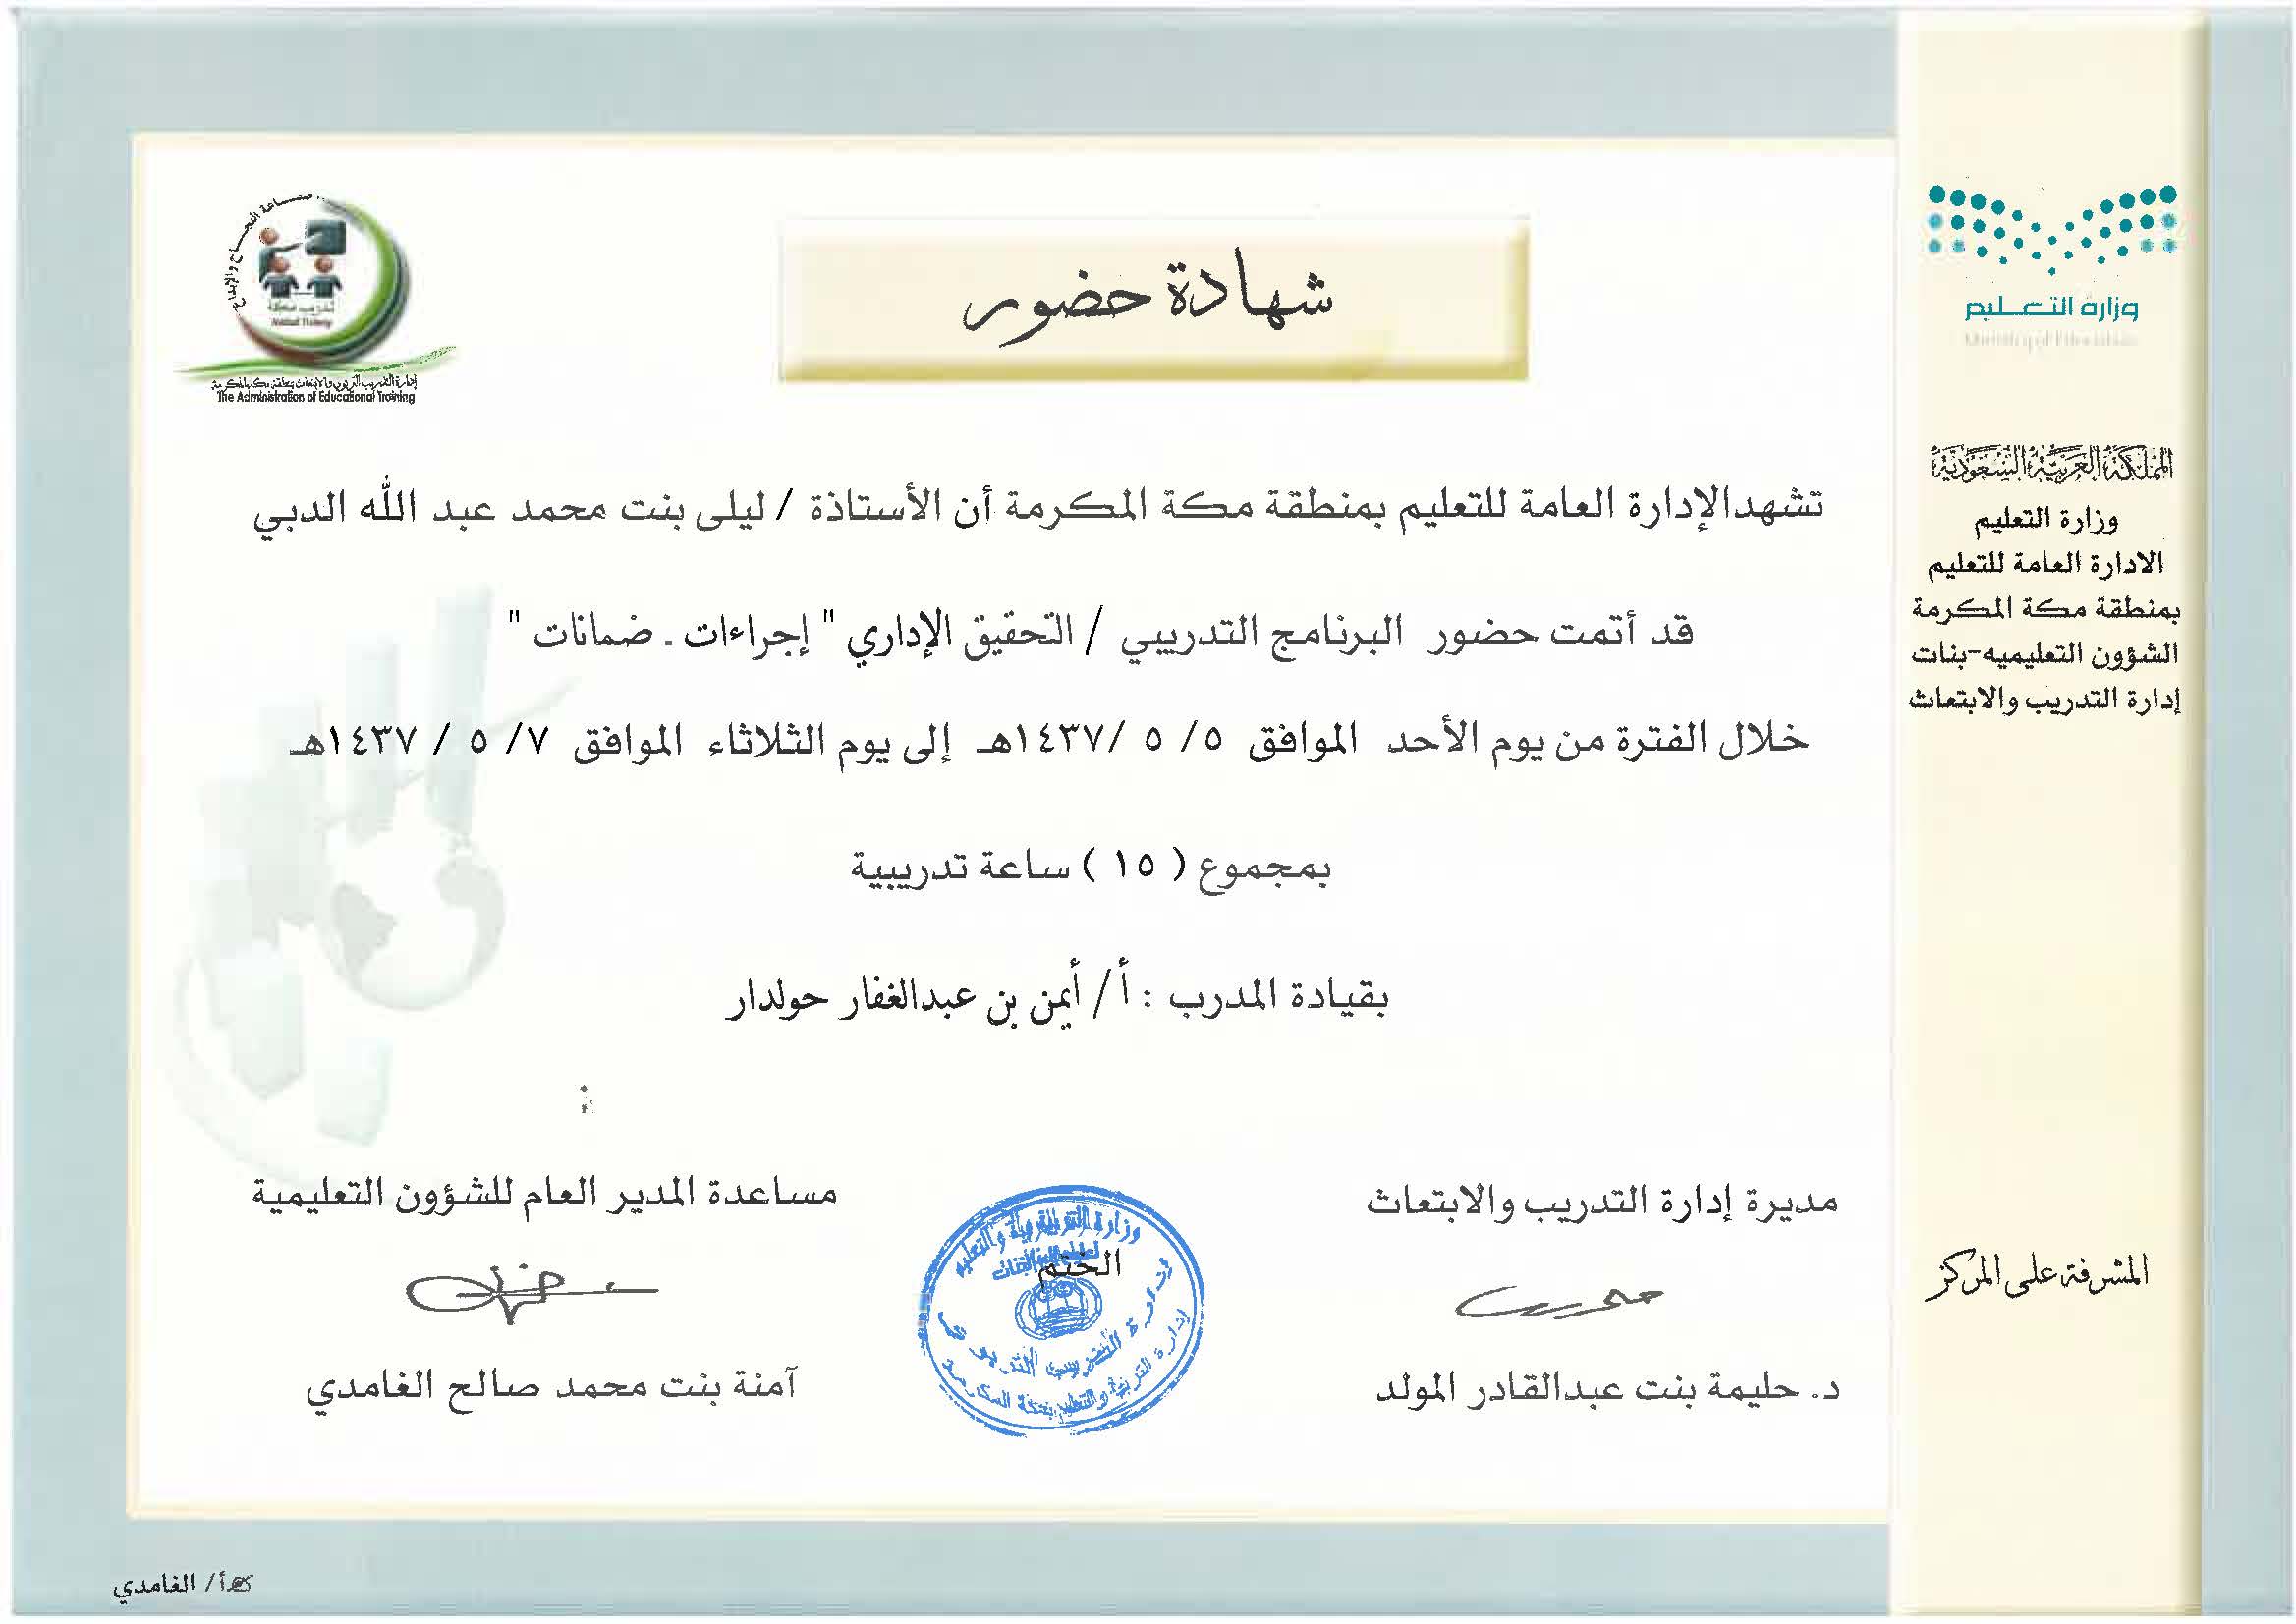 صناعة النجاح والإبداع
إدارة التدريب التربوي والابتعاث بمنطقة مكة المكرمة
The Administration of Educational Training
شهادة حضور
وزارة التعليم
Ministry of Education
المملكة العربية السعودية
وزارة التعليم
الادارة العامة للتعليم
بمنطقة مكة المكرمة
الشؤون التعليميه-بنات
إدارة التدريب والابتعاث
تشهدالإدارة العامة للتعليم بمنطقة مكة المكرمة أن الأستاذة / ليلى بنت محمد عبد الله الدبي
قد أتمت حضور البرنامج التدريبي / التحقيق الإداري " إجراءات ـ ضمانات "
خلال الفترة من يوم الأحد الموافق ٥/ ٥ /١٤٣٧هـ إلى يوم الثلاثاء الموافق ٧/ ٥ / ١٤٣٧هـ
بمجموع ( ١٥ ) ساعة تدريبية
بقيادة المدرب : أ/ أيمن بن عبدالغفار حولدار
مديرة إدارة التدريب والابتعاث
د. حليمة بنت عبدالقادر المولد
الختم
وزارة التربية والتعليم
إدارة التربية والتعليم بمكة المكرمة
مساعدة المدير العام للشؤون التعليمية
آمنة بنت محمد صالح الغامدي
المشرفة على المركز
أ/ الغامدي